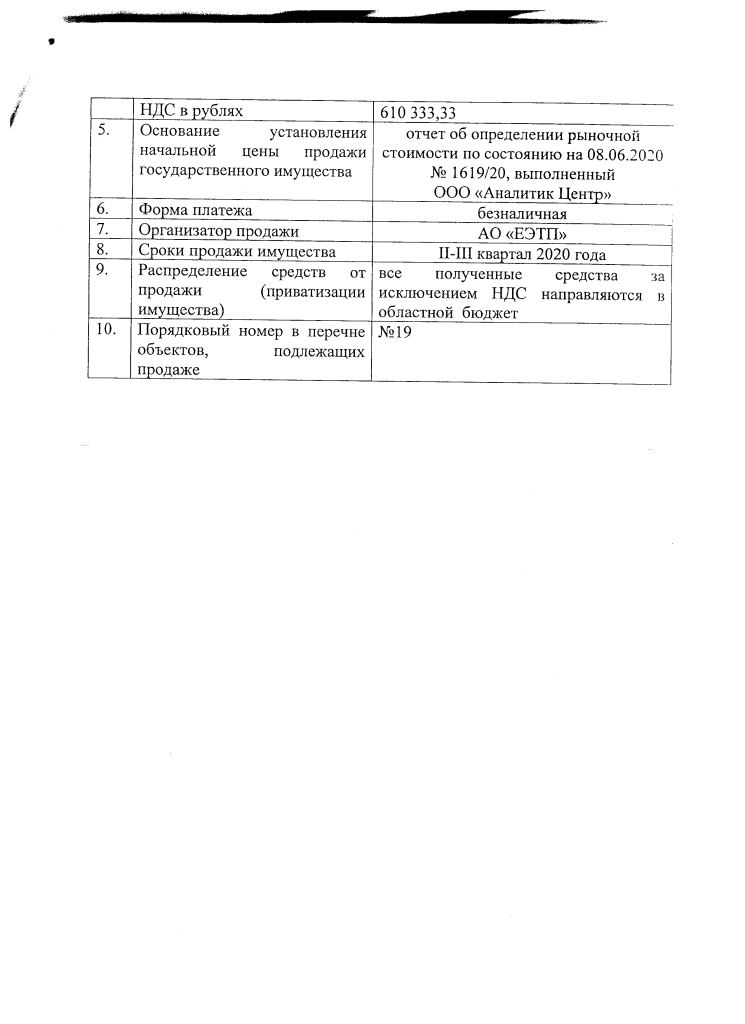 НДС в рублях 610 333,33
5. Основание установления отчет об определении рыночной
начальной цены продажи стоимости по состоянию на 08.06.2020
государственного имущества № 1619/20, выполненный
ООО «Аналитик Центр»
6. Форма платежа безналичная
7. Организатор продажи АО «ЕЭТП»
8. Сроки продажи имущества II-III квартал 2020 года
9. Распределение средств от все полученные средства за
продажи (приватизации исключением НДС направляются в
имущества) областной бюджет
10. Порядковый номер в перечне №19
объектов, подлежащих
продаже